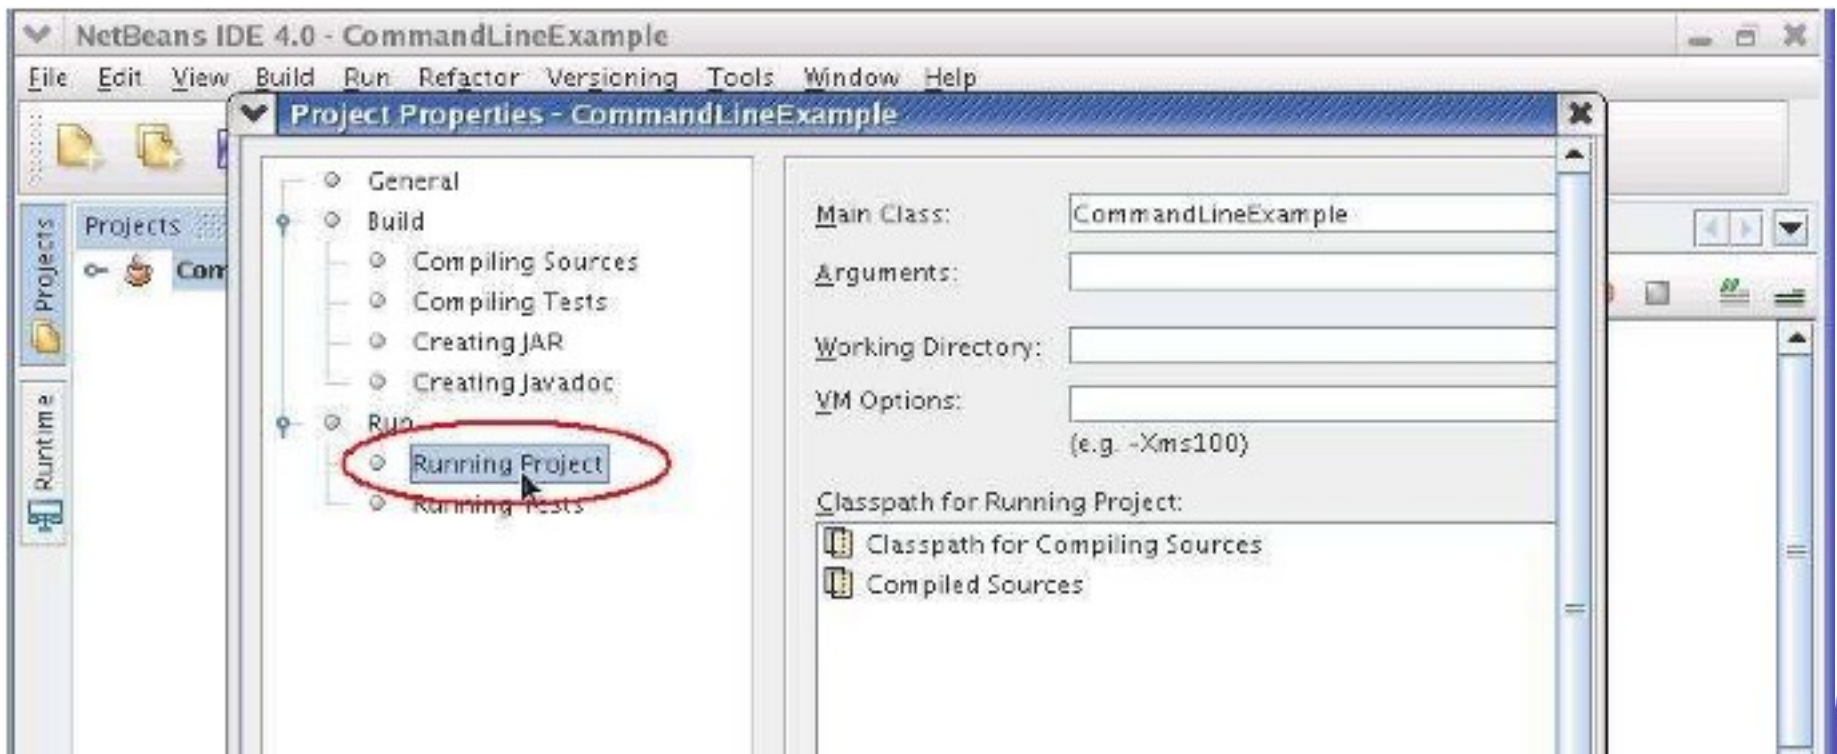 NetBeans IDE 4.0 - CommandLineExample
File Edit View Build Run Refactor Versioning Tools Window Help
Project Properties - CommandLineExample
Projects
Runtime
Projects
Com
General
Build
Compiling Sources
Compiling Tests
Creating JAR
Creating Javadoc
Run
Running Project
Running Tests
Main Class: CommandLineExample
Arguments:
Working Directory:
VM Options:
(e.g. -Xms100)
Classpath for Running Project:
Classpath for Compiling Sources
Compiled Sources